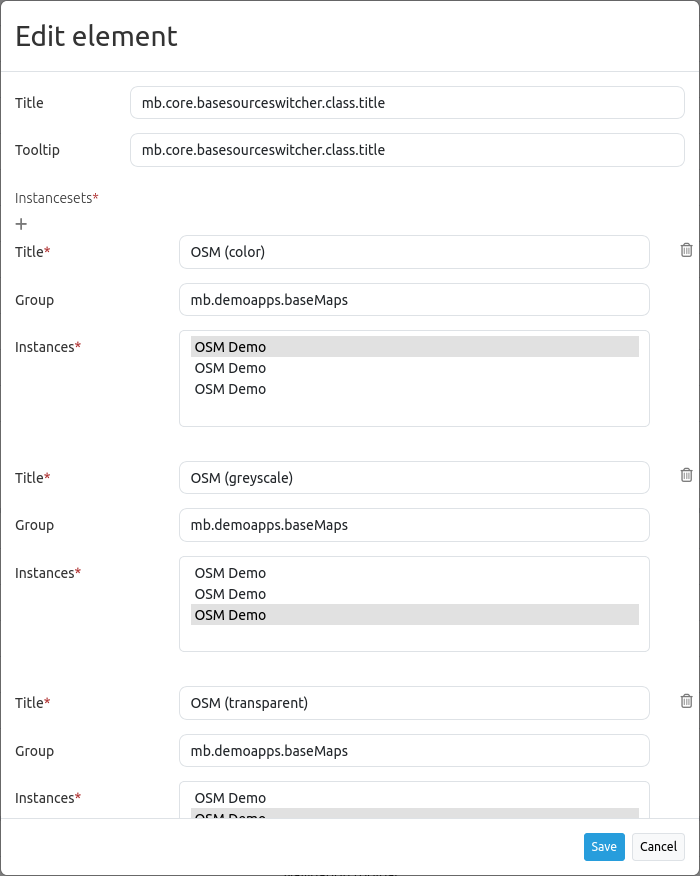 Edit element
Title mb.core.basesourceswitcher.class.title
Tooltip mb.core.basesourceswitcher.class.title
Instancesets*
+
Title* OSM (color)
Group mb.demoapps.baseMaps
Instances* OSM Demo
OSM Demo
OSM Demo
Title* OSM (greyscale)
Group mb.demoapps.baseMaps
Instances* OSM Demo
OSM Demo
OSM Demo
Title* OSM (transparent)
Group mb.demoapps.baseMaps
Instances* OSM Demo
OSM Demo
Save Cancel